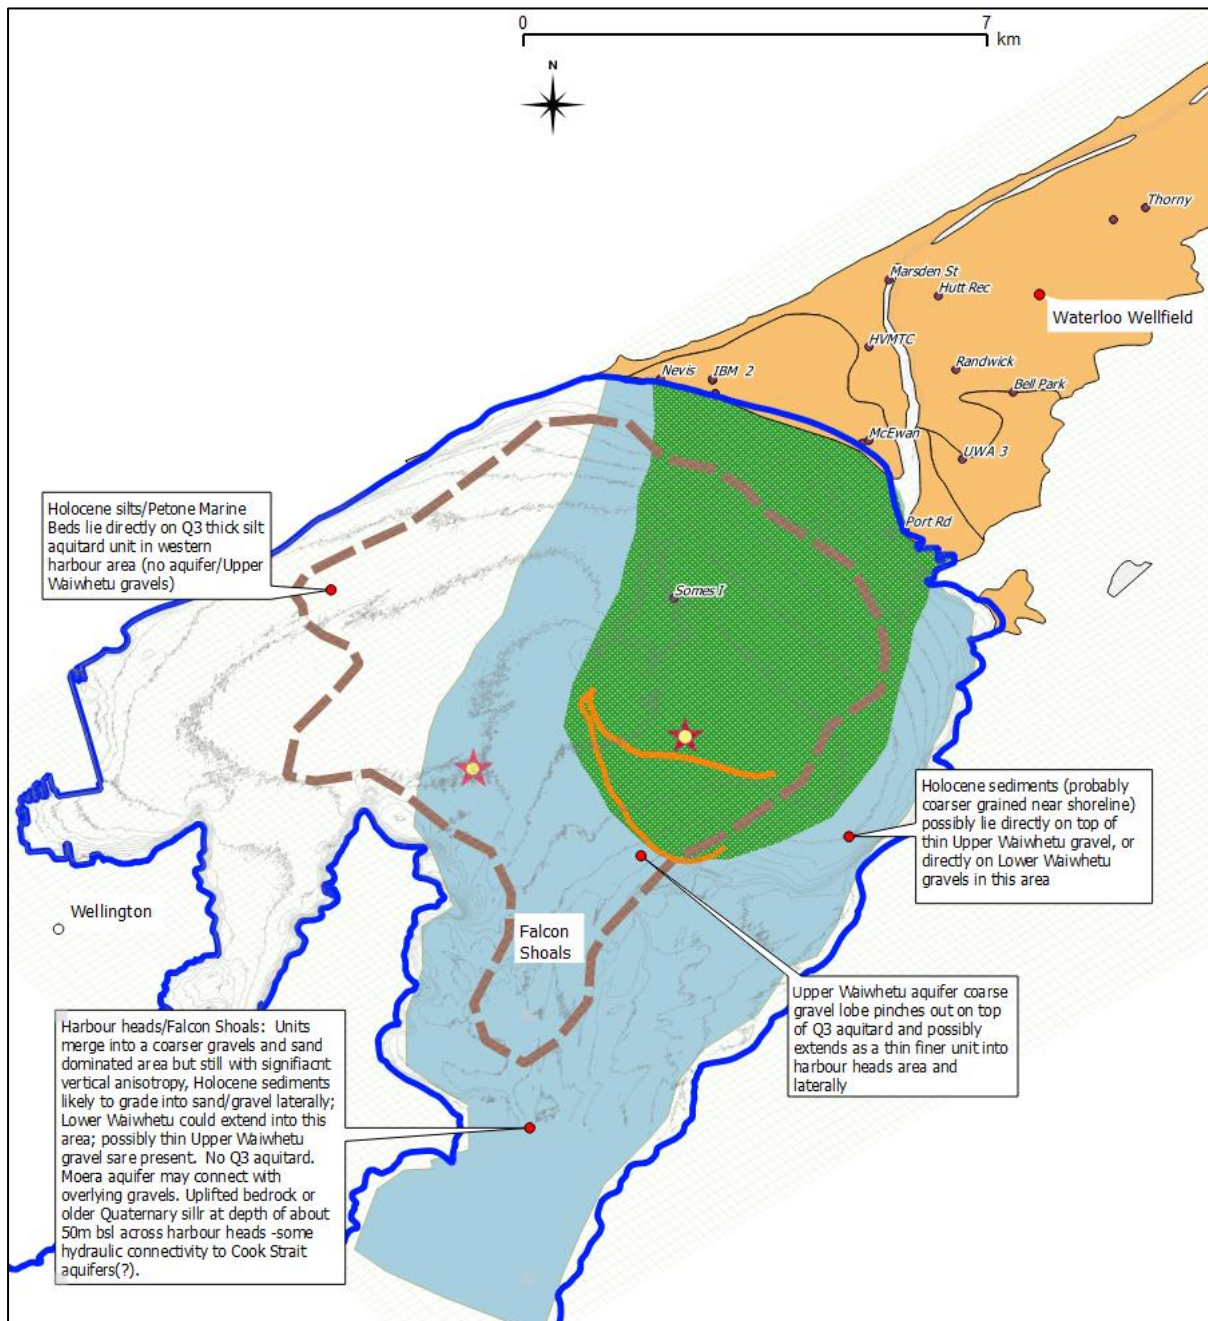 0 7
km
N
Thorny
Marsden St
Hutt Rec
Waterloo Wellfield
HVMTC
Randwick
Nevis
IBM 2
Bell Park
McEwan
UWA 3
Port Rd
Holocene silts/Petone Marine
Beds lie directly on Q3 thick silt
aquitard unit in western
harbour area (no aquifer/Upper
Waiwhetu gravels)
Somes I
Holocene sediments (probably
coarser grained near shoreline)
possibly lie directly on top of
thin Upper Waiwhetu gravel, or
directly on Lower Waiwhetu
gravels in this area
Wellington
Falcon
Shoals
Upper Waiwhetu aquifer coarse
gravel lobe pinches out on top
of Q3 aquitard and possibly
extends as a thin finer unit into
harbour heads area and
laterally
Harbour heads/Falcon Shoals: Units
merge into a coarser gravels and sand
dominated area but still with signifiacnt
vertical anisotropy, Holocene sediments
likely to grade into sand/gravel laterally;
Lower Waiwhetu could extend into this
area; possibly thin Upper Waiwhetu
gravel sare present. No Q3 aquitard.
Moera aquifer may connect with
overlying gravels. Uplifted bedrock or
older Quaternary sillr at depth of about
50m bsl across harbour heads -some
hydraulic connectivity to Cook Strait
aquifers(?).